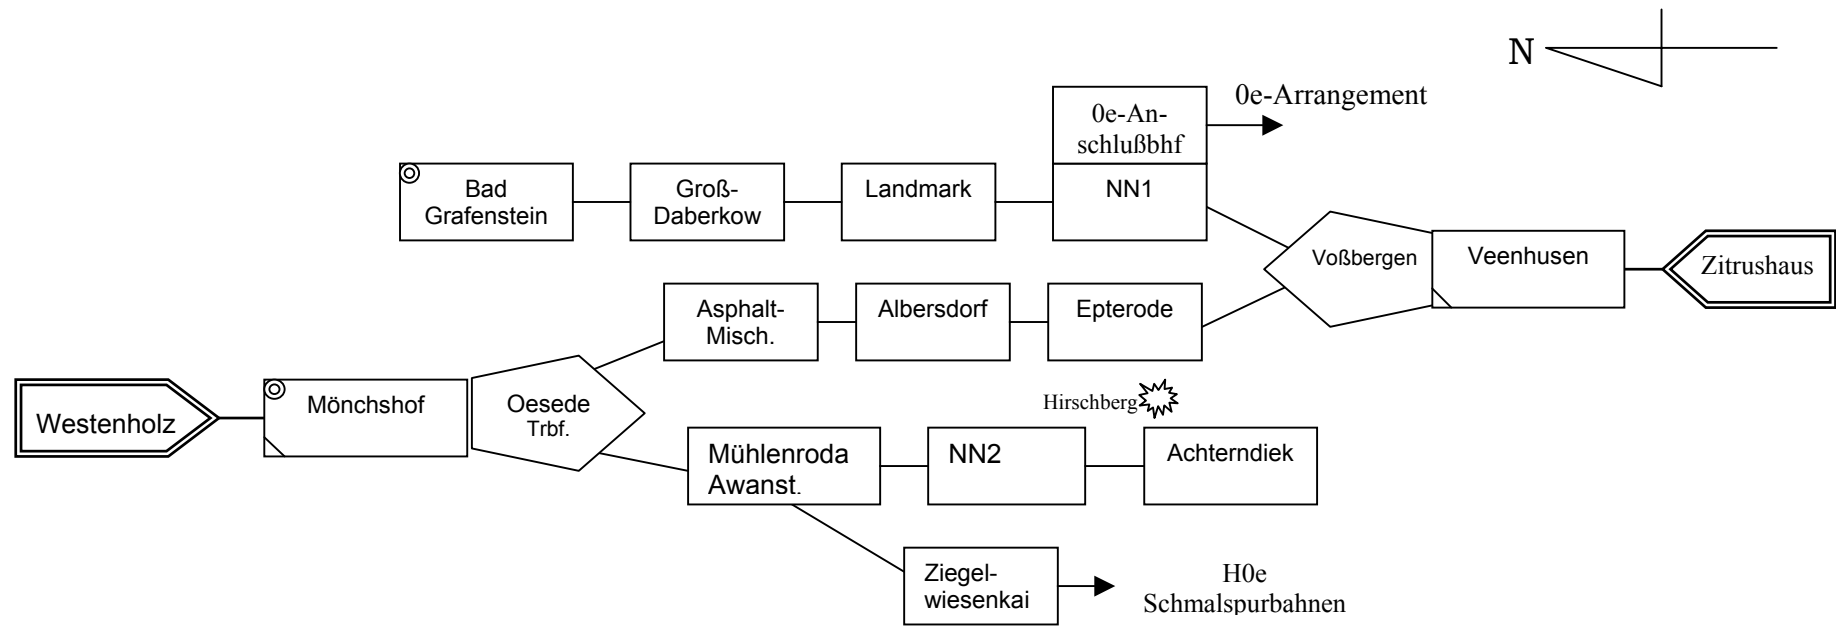 N
0e-Arrangement
0e-An-
schlußbhf
Bad
Grafenstein
Groß-
Daberkow
Landmark
NN1
Voßbergen
Veenhusen
Zitrushaus
Asphalt-
Misch.
Albersdorf
Epterode
Westenholz
Mönchshof
Oesede
Trbf.
Hirschberg
Mühlenroda
Awanst.
NN2
Achterndiek
Ziegel-
wiesenkai
H0e
Schmalspurbahnen